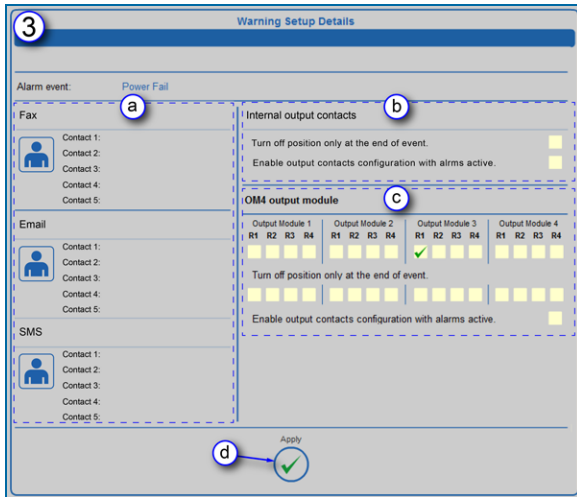 3
Warning Setup Details
Alarm event: Power Fail
a
Fax
Contact 1:
Contact 2:
Contact 3:
Contact 4:
Contact 5:
Email
Contact 1:
Contact 2:
Contact 3:
Contact 4:
Contact 5:
SMS
Contact 1:
Contact 2:
Contact 3:
Contact 4:
Contact 5:
b
Internal output contacts
Turn off position only at the end of event.
Enable output contacts configuration with alrms active.
c
OM4 output module
Output Module 1 Output Module 2 Output Module 3 Output Module 4
R1 R2 R3 R4 R1 R2 R3 R4 R1 R2 R3 R4 R1 R2 R3 R4
Turn off position only at the end of event.
Enable output contacts configuration with alarms active.
Apply
d